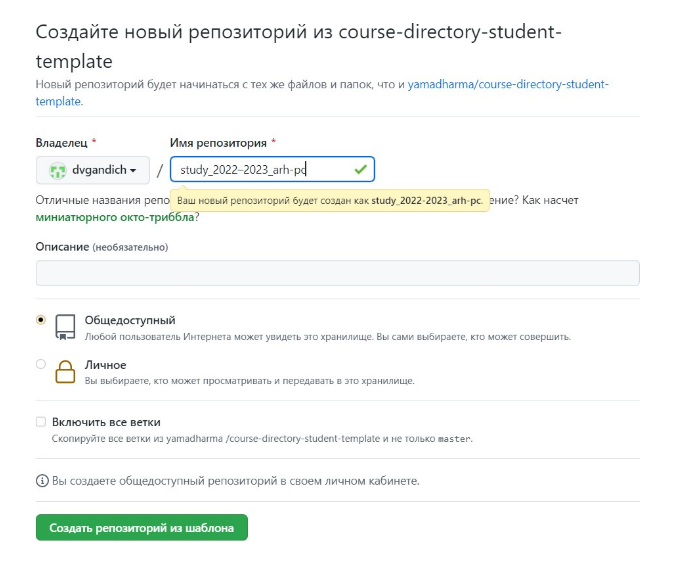 Создайте новый репозиторий из course-directory-student-
template
Новый репозиторий будет начинаться с тех же файлов и папок, что и yamadharma/course-directory-student-
template.
Владелец *
Имя репозитория *
dvgandich / study_2022–2023_arh-pc
Отличные названия репо
Ваш новый репозиторий будет создан как study_2022-2023_arh-pc.
ение? Как насчет
миниатюрного окто-триббла?
Описание (необязательно)
Общедоступный
Любой пользователь Интернета может увидеть это хранилище. Вы сами выбираете, кто может совершить.
Личное
Вы выбираете, кто может просматривать и передавать в это хранилище.
Включить все ветки
Скопируйте все ветки из yamadharma /course-directory-student-template и не только master.
Вы создаете общедоступный репозиторий в своем личном кабинете.
Создать репозиторий из шаблона